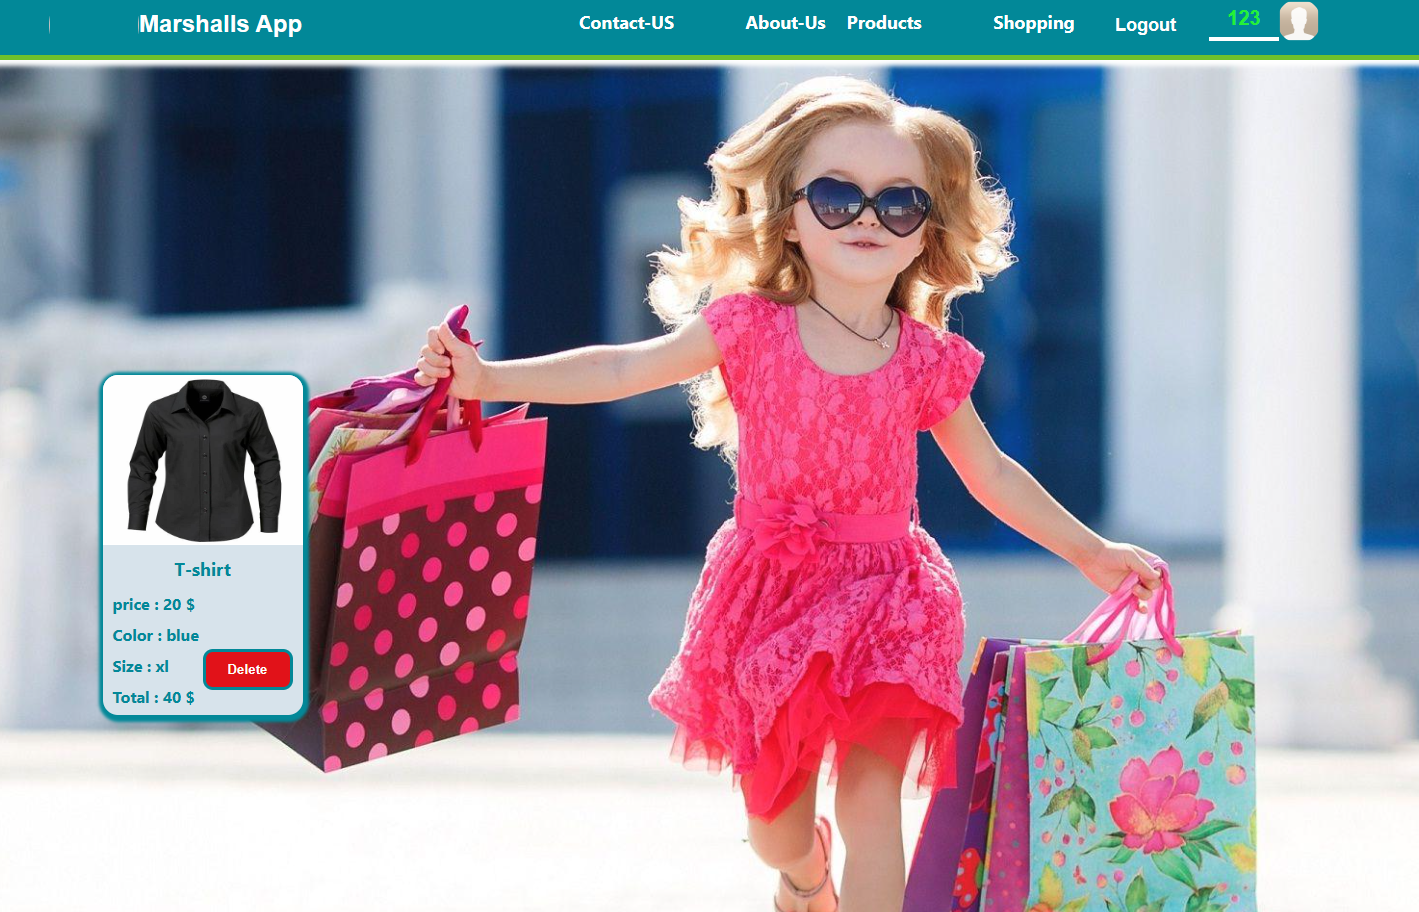 Marshalls App
Contact-US
About-Us
Products
Shopping
Logout
123
T-shirt
price : 20 $
Color : blue
Size : xl
Delete
Total : 40 $